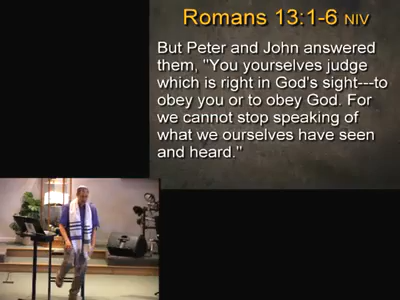 Romans 13:1-6 NIV
But Peter and John answered
them, "You yourselves judge
which is right in God's sight---to
obey you or to obey God. For
we cannot stop speaking of
what we ourselves have seen
and heard."